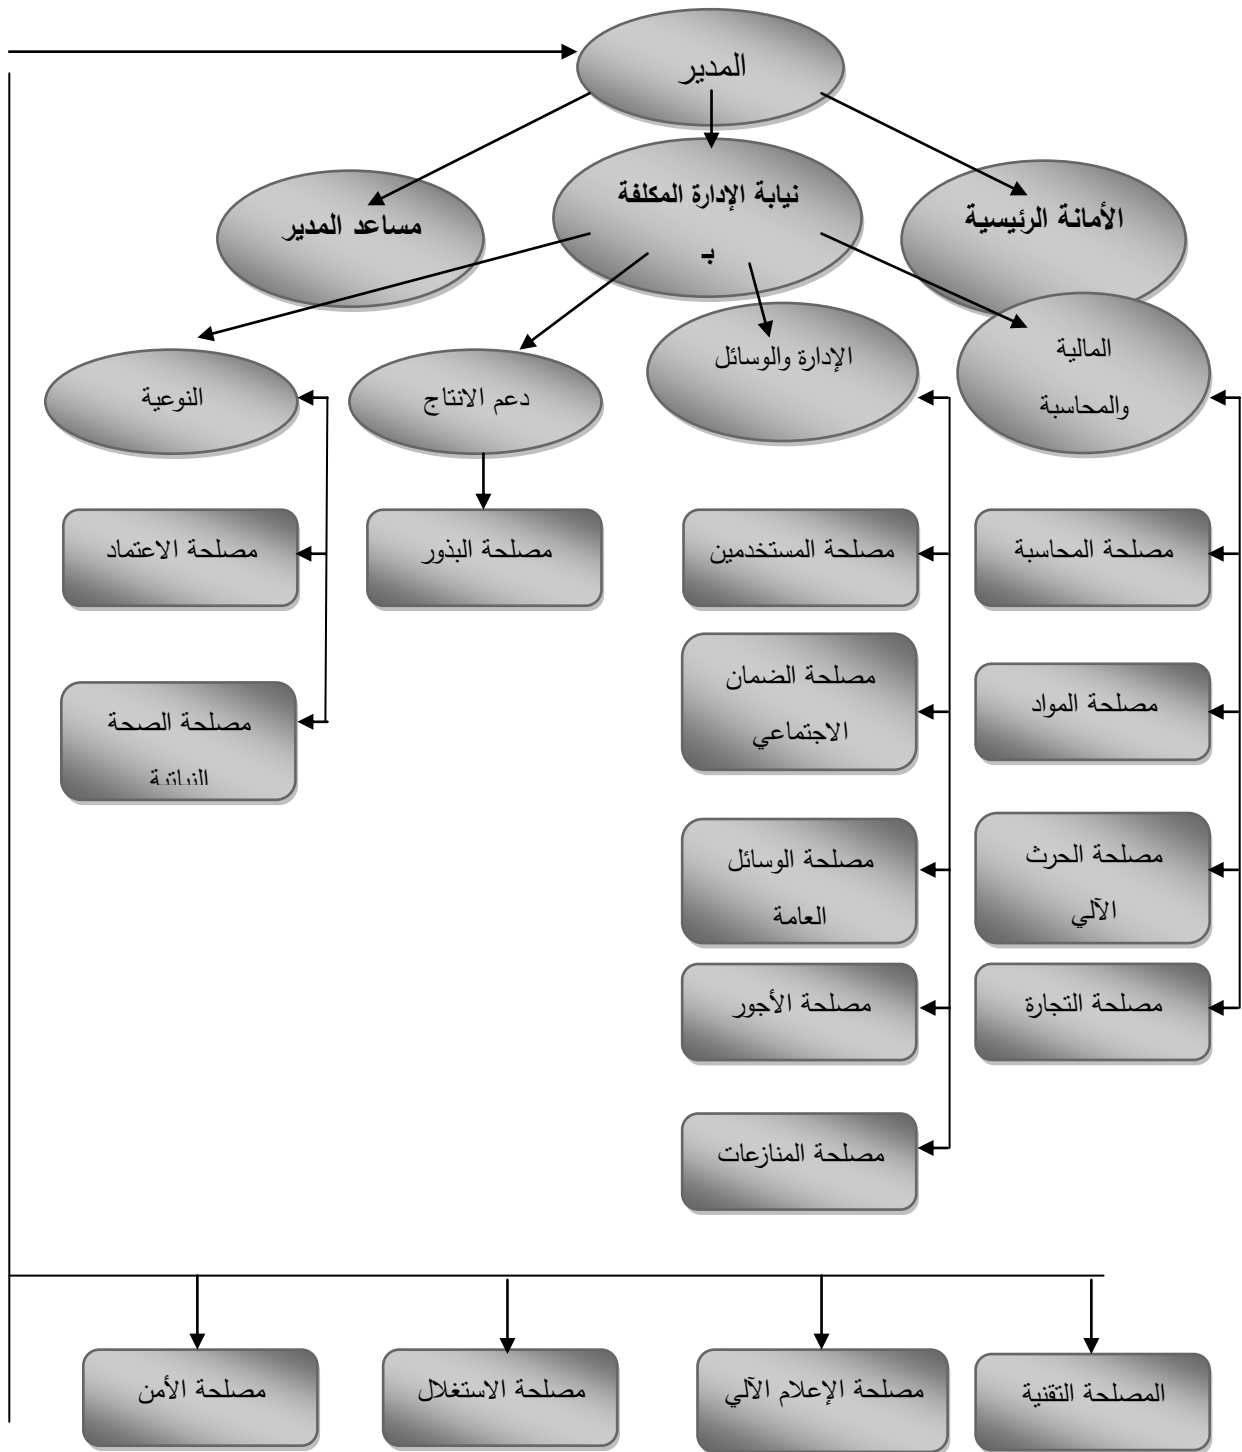 المدير
نيابة الإدارة المكلفة
بـ
الأمانة الرئيسية
مساعد المدير
المالية
والمحاسبة
الإدارة والوسائل
دعم الانتاج
النوعية
مصلحة المحاسبة
مصلحة المستخدمين
مصلحة البذور
مصلحة الاعتماد
مصلحة المواد
مصلحة الضمان
الاجتماعي
مصلحة الصحة
النباتية
مصلحة الحرث
الآلي
مصلحة الوسائل
العامة
مصلحة التجارة
مصلحة الأجور
مصلحة المنازعات
المصلحة التقنية
مصلحة الإعلام الآلي
مصلحة الاستغلال
مصلحة الأمن